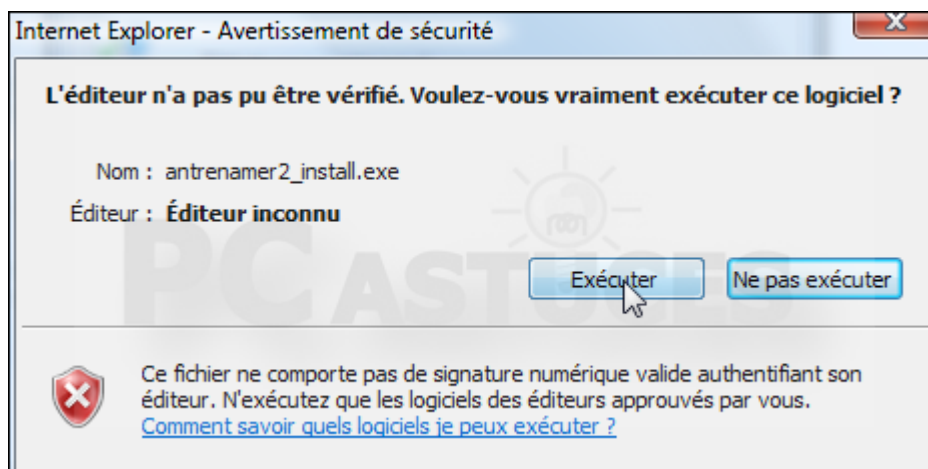 Internet Explorer - Avertissement de sécurité
L'éditeur n'a pas pu être vérifié. Voulez-vous vraiment exécuter ce logiciel ?
Nom : antrenamer2_install.exe
Éditeur : Éditeur inconnu
PC ASTUCES
Exécuter Ne pas exécuter
Ce fichier ne comporte pas de signature numérique valide authentifiant son
éditeur. N'exécutez que les logiciels des éditeurs approuvés par vous.
Comment savoir quels logiciels je peux exécuter ?